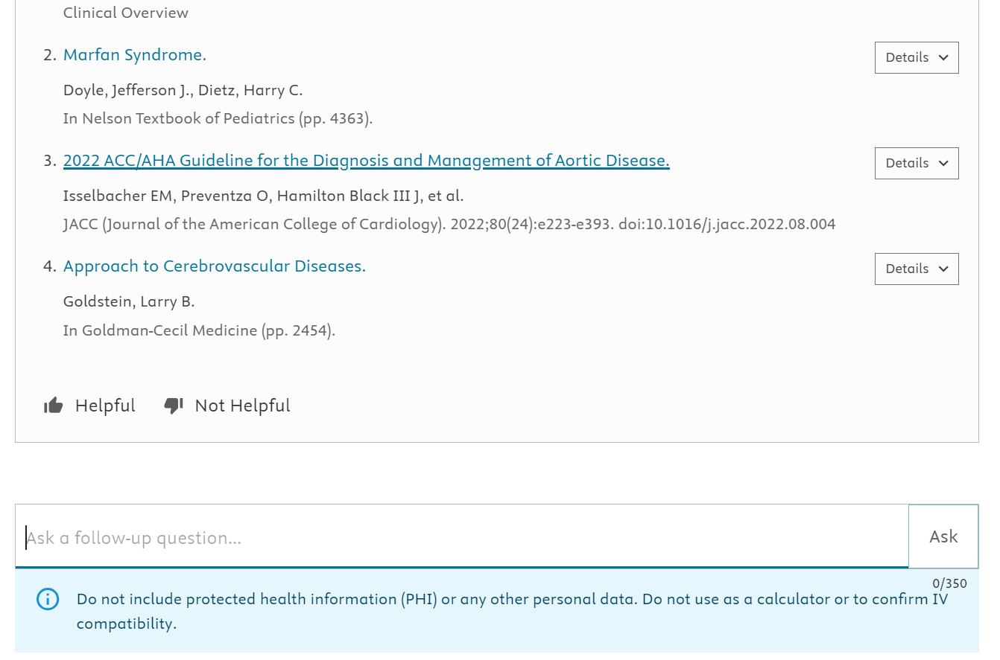 Clinical Overview
2. Marfan Syndrome.
Details
Doyle, Jefferson J., Dietz, Harry C.
In Nelson Textbook of Pediatrics (pp. 4363).
3. 2022 ACC/AHA Guideline for the Diagnosis and Management of Aortic Disease.
Details
Isselbacher EM, Preventza O, Hamilton Black III J, et al.
JACC (Journal of the American College of Cardiology). 2022;80(24):e223-e393. doi:10.1016/j.jacc.2022.08.004
4. Approach to Cerebrovascular Diseases.
Details
Goldstein, Larry B.
In Goldman-Cecil Medicine (pp. 2454).
Helpful Not Helpful
Ask a follow-up question...
Ask
0/350
Do not include protected health information (PHI) or any other personal data. Do not use as a calculator or to confirm IV
compatibility.